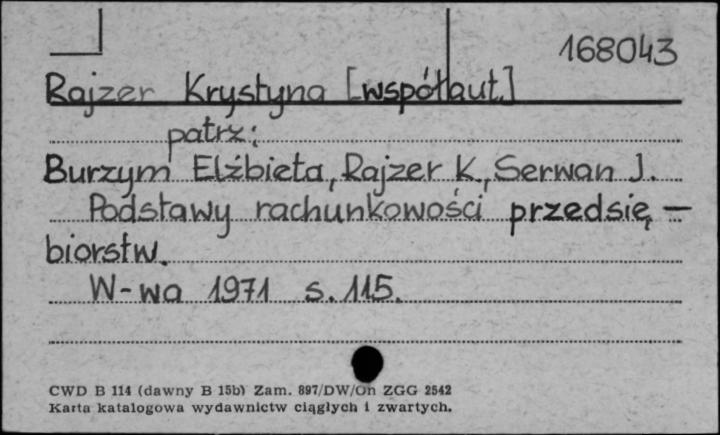 168043
Rajzer Krystyna [współaut.]
patrz:
Burzym Elżbieta, Rajzer K., Serwan J.
Podstawy rachunkowości przedsię-
biorstw.
W-wa 1971 s. 115.
CWD B 114 (dawny B 15b) Zam. 897/DW/On ZGG 2542
Karta katalogowa wydawnictw ciągłych i zwartych.